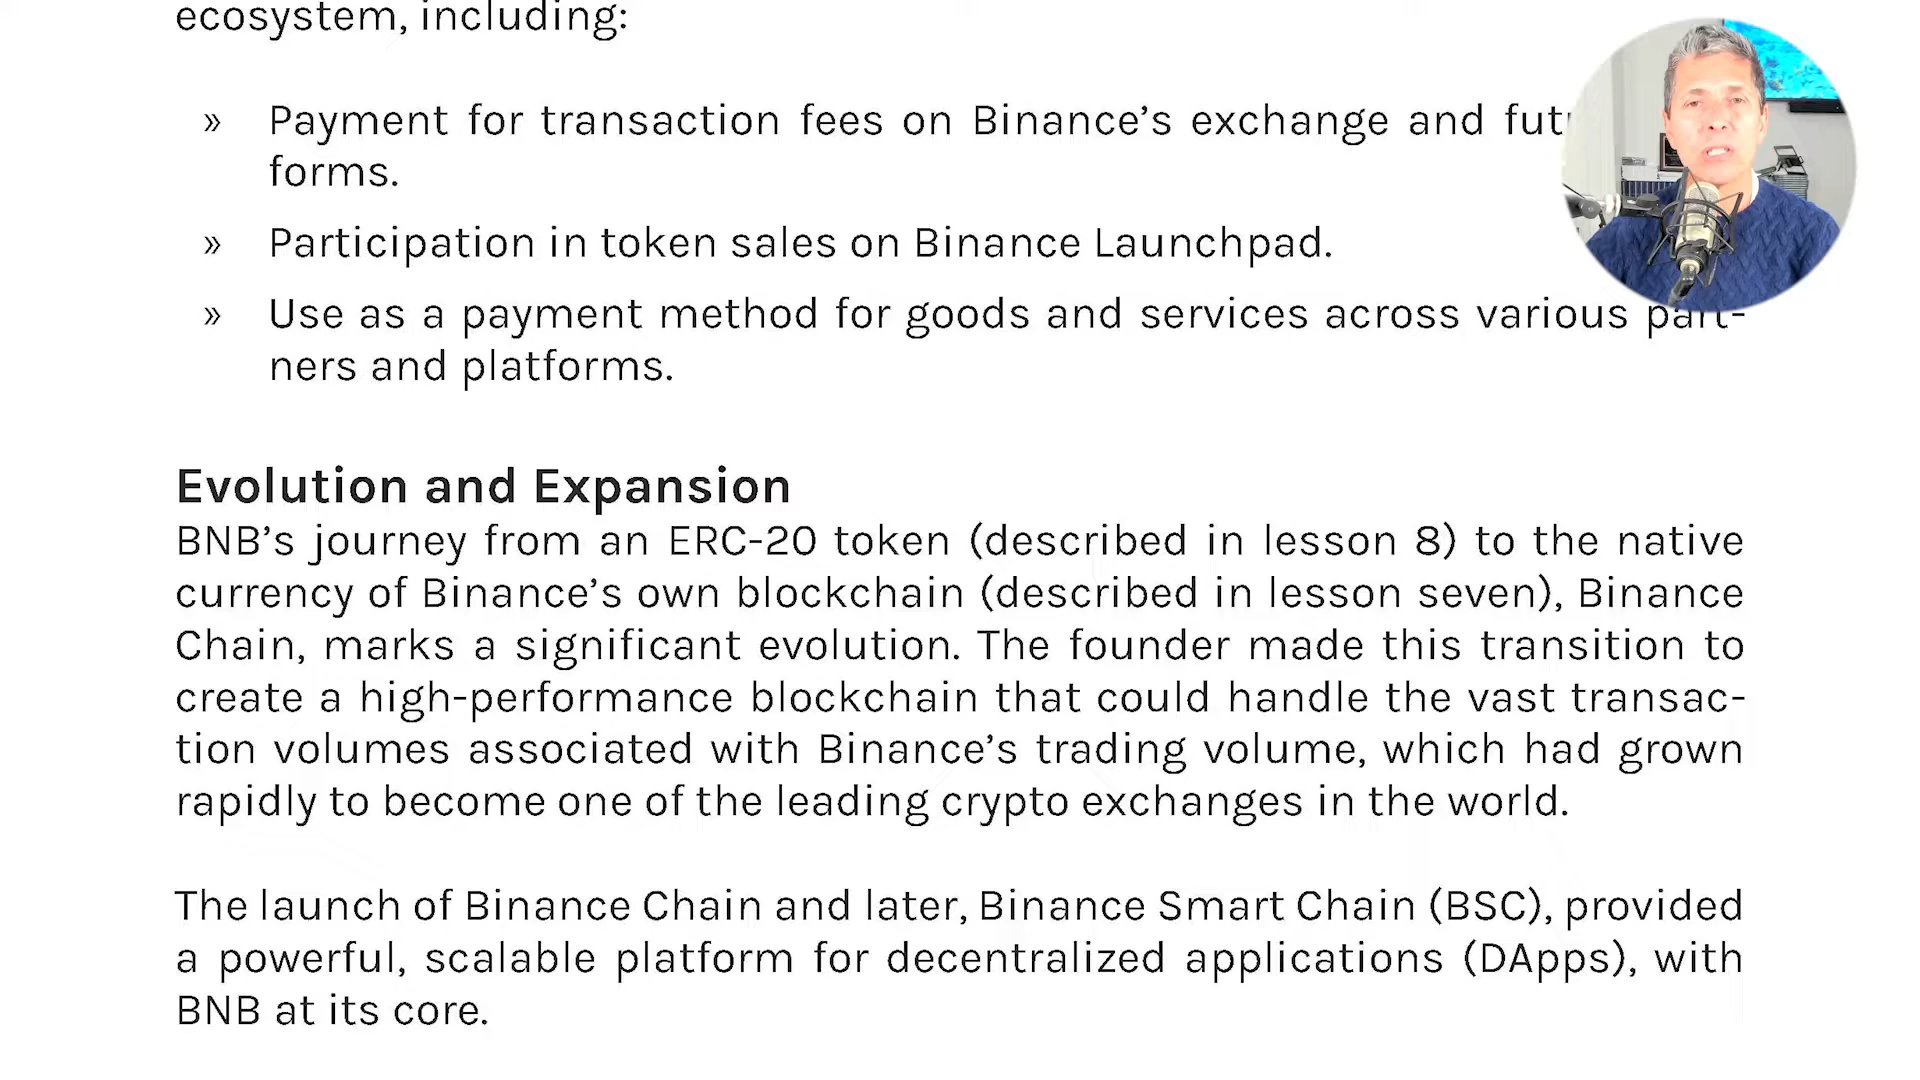 ecosystem, including:
» Payment for transaction fees on Binance’s exchange and
forms.
» Participation in token sales on Binance Launchpad.
» Use as a payment method for goods and services across various part-
ners and platforms.
Evolution and Expansion
BNB’s journey from an ERC-20 token (described in lesson 8) to the native
currency of Binance’s own blockchain (described in lesson seven), Binance
Chain, marks a significant evolution. The founder made this transition to
create a high-performance blockchain that could handle the vast transac-
tion volumes associated with Binance’s trading volume, which had grown
rapidly to become one of the leading crypto exchanges in the world.
The launch of Binance Chain and later, Binance Smart Chain (BSC), provided
a powerful, scalable platform for decentralized applications (DApps), with
BNB at its core.